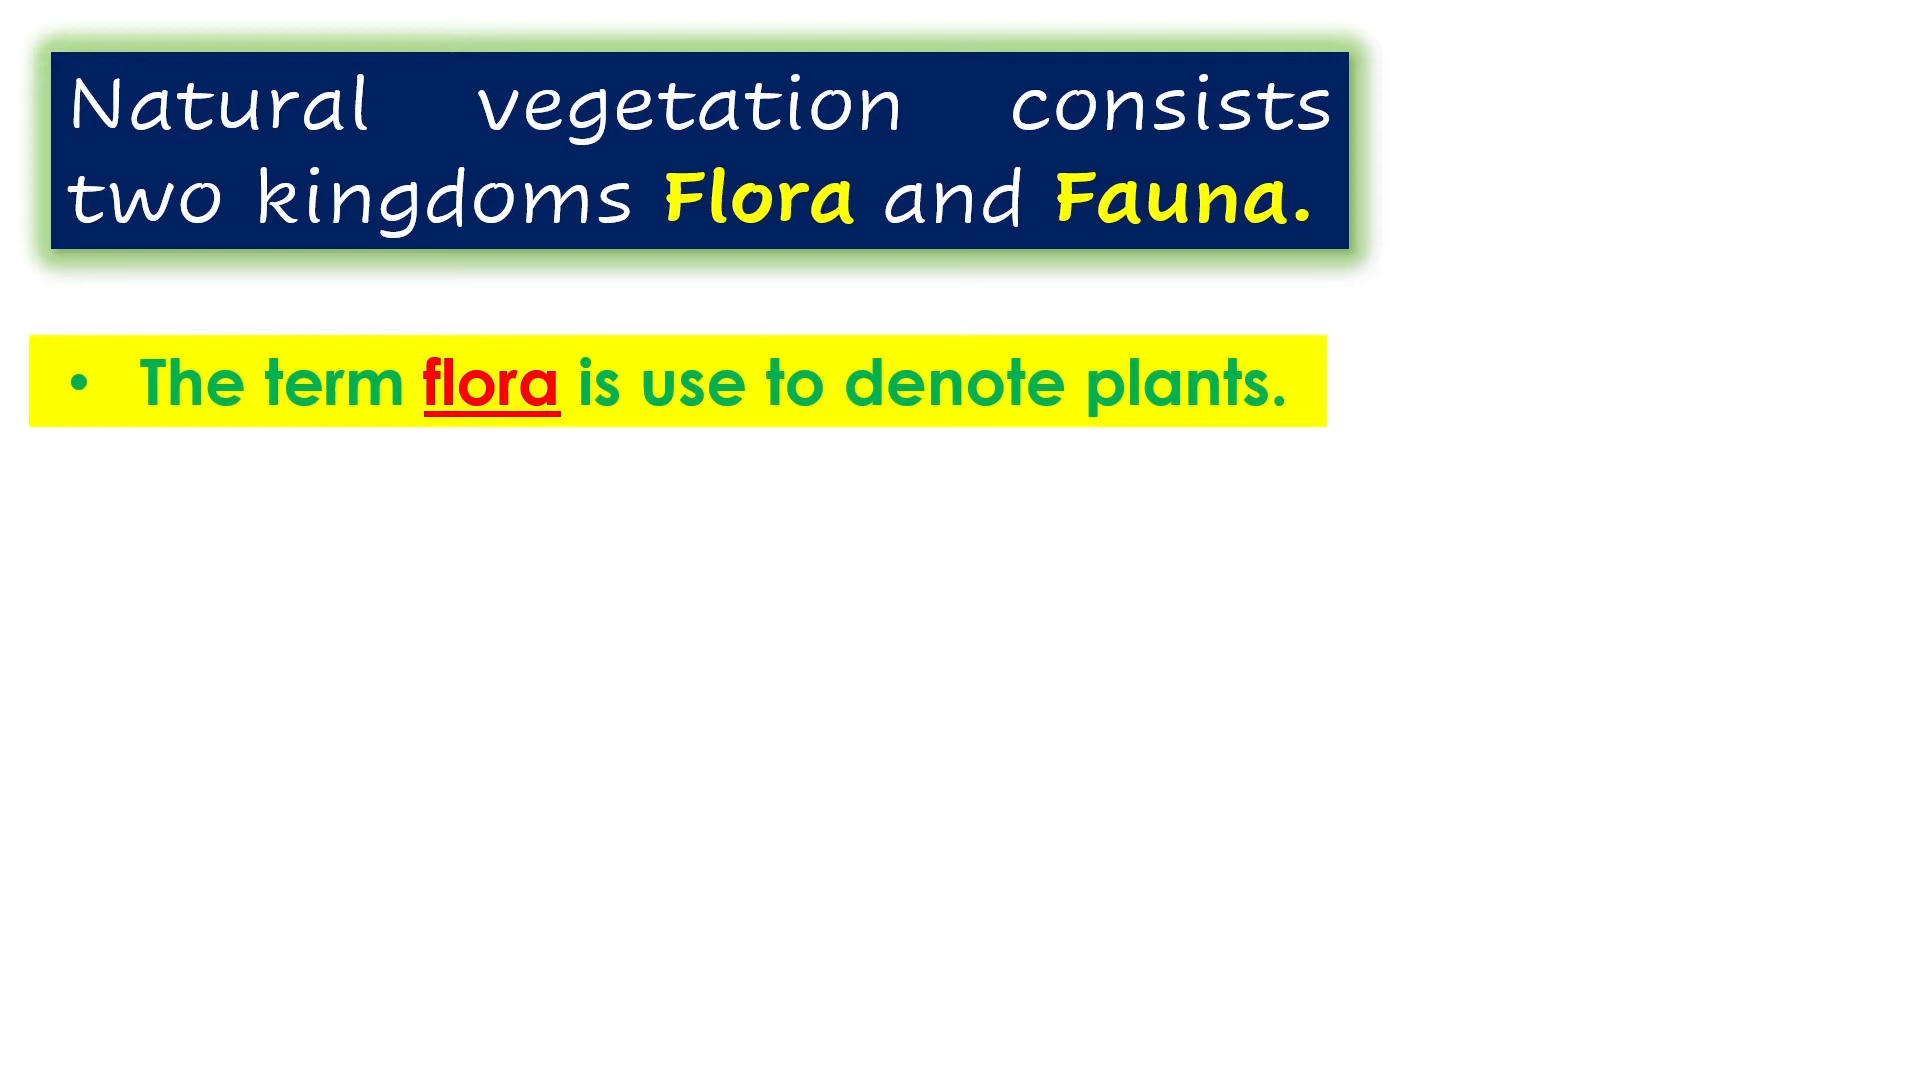 Natural vegetation consists
two kingdoms Flora and Fauna.
• The term flora is use to denote plants.